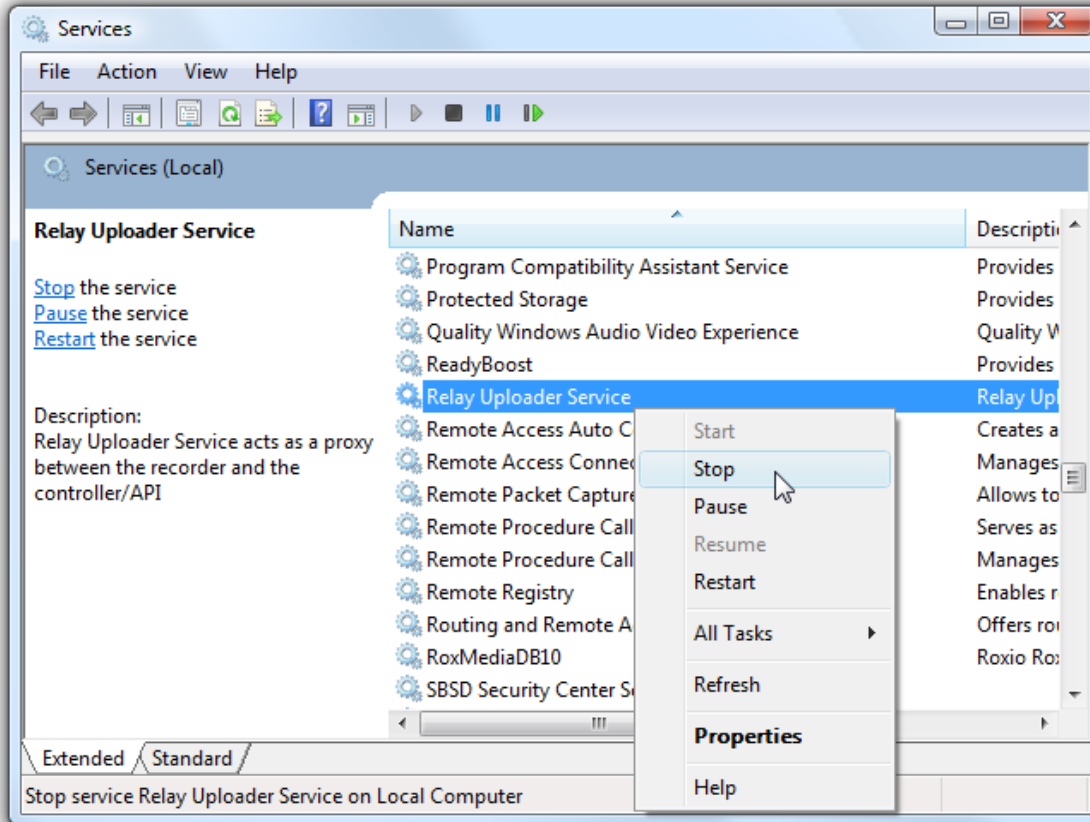 Services
File Action View Help
Services (Local)
Relay Uploader Service
Stop the service
Pause the service
Restart the service
Description:
Relay Uploader Service acts as a proxy
between the recorder and the
controller/API
Name
Program Compatibility Assistant Service Provides
Protected Storage Provides
Quality Windows Audio Video Experience Quality
ReadyBoost Provides
Relay Uploader Service Relay
Remote Access Auto Creates a
Remote Access Manages
Remote Packet Capture Allows to
Remote Procedure Call Serves as
Remote Procedure Call Manages
Remote Registry Enables
Routing and Remote Offers
RoxMediaDB10 Roxio
SBSD Security Center
Start
Stop
Pause
Resume
Restart
All Tasks
Refresh
Properties
Help
Extended Standard
Stop service Relay Uploader Service on Local Computer